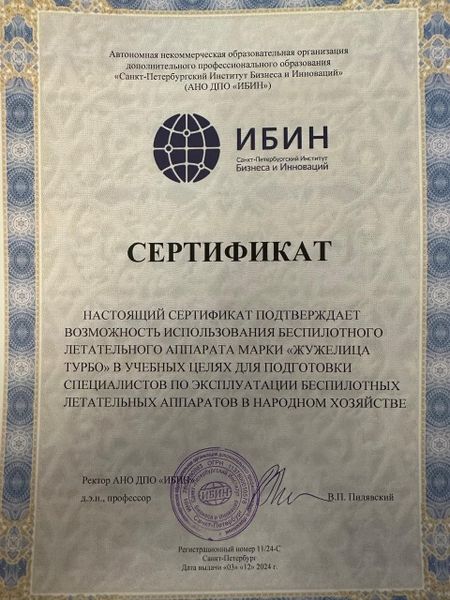 Автономная некоммерческая образовательная организация
дополнительного профессионального образования
«Санкт-Петербургский Институт Бизнеса и Инноваций»
(АНО ДПО «ИБИН»)
ИБИН
Санкт-Петербургский Институт
Бизнеса и Инноваций
СЕРТИФИКАТ
НАСТОЯЩИЙ СЕРТИФИКАТ ПОДТВЕРЖДАЕТ
ВОЗМОЖНОСТЬ ИСПОЛЬЗОВАНИЯ БЕСПИЛОТНОГО
ЛЕТАТЕЛЬНОГО АППАРАТА МАРКИ «ЖУЖЕЛИЦА
ТУРБО» В УЧЕБНЫХ ЦЕЛЯХ ДЛЯ ПОДГОТОВКИ
СПЕЦИАЛИСТОВ ПО ЭКСПЛУАТАЦИИ БЕСПИЛОТНЫХ
ЛЕТАТЕЛЬНЫХ АППАРАТОВ В НАРОДНОМ ХОЗЯЙСТВЕ
Ректор АНО ДПО «ИБИН»
д.э.н., профессор
В.П. Пилявский
ИБИН
Санкт-Петербург
Регистрационный номер 11/24-С
Санкт-Петербург
Дата выдачи «03» «12» 2024 г.